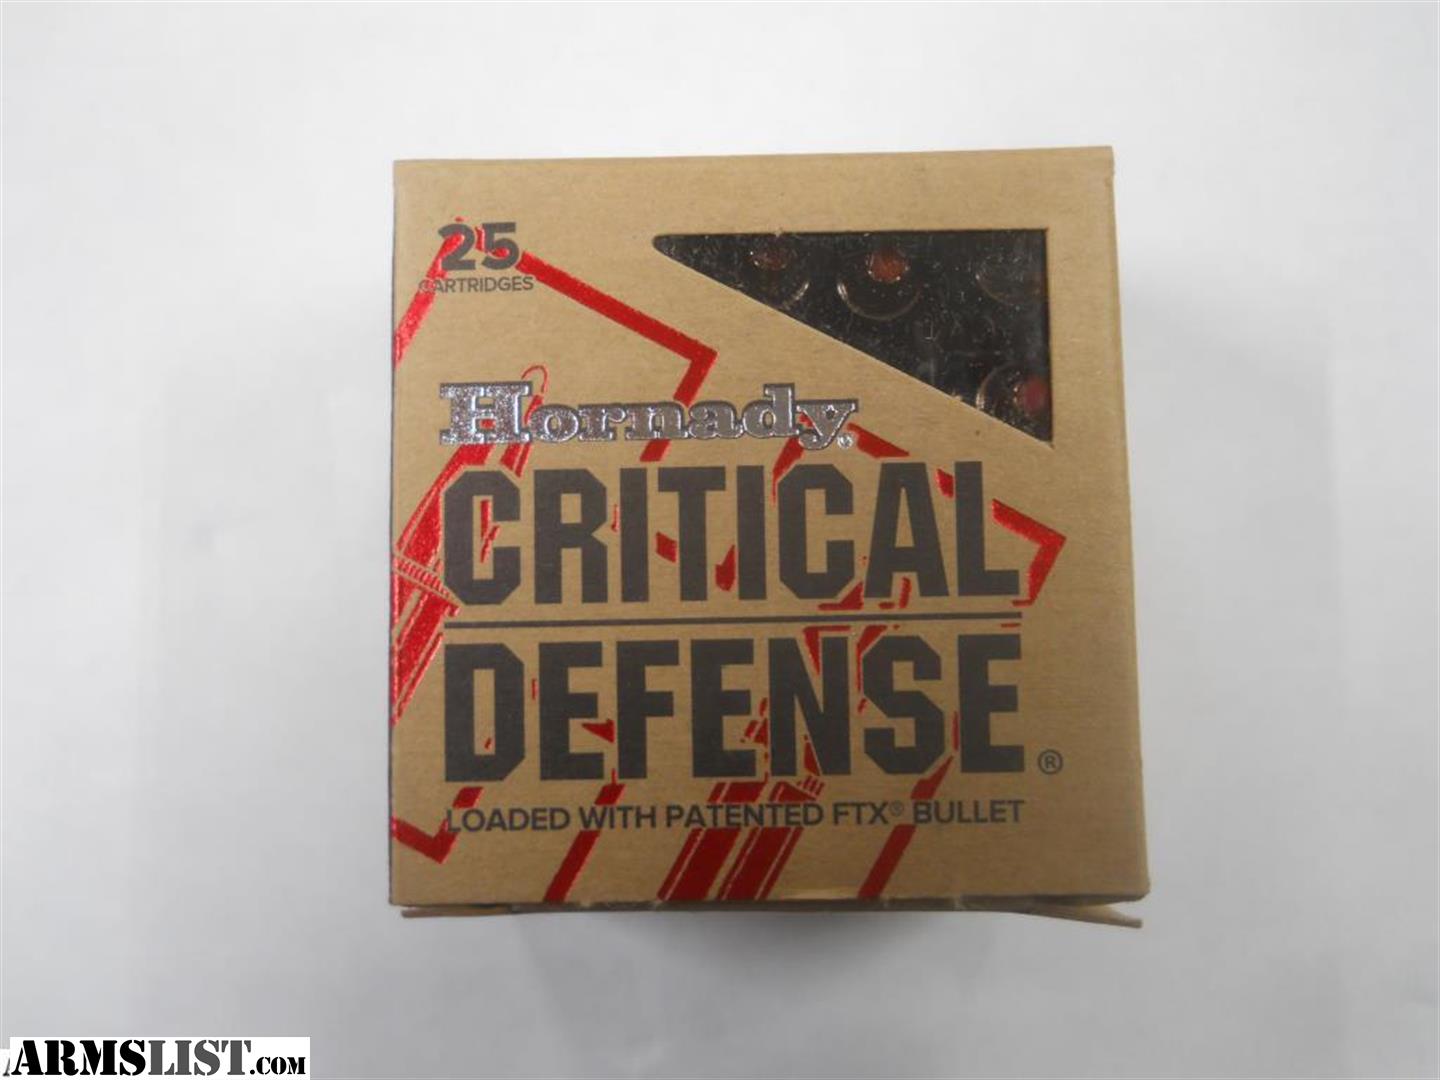 25
CARTRIDGES
Hornady®
CRITICAL
DEFENSE®
LOADED WITH PATENTED FTX® BULLET
ARMSLIST.COM